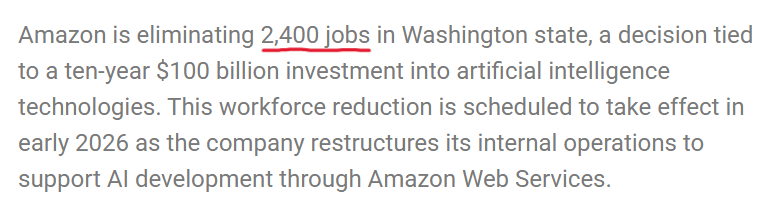 Amazon is eliminating 2,400 jobs in Washington state, a decision tied
to a ten-year $100 billion investment into artificial intelligence
technologies. This workforce reduction is scheduled to take effect in
early 2026 as the company restructures its internal operations to
support AI development through Amazon Web Services.